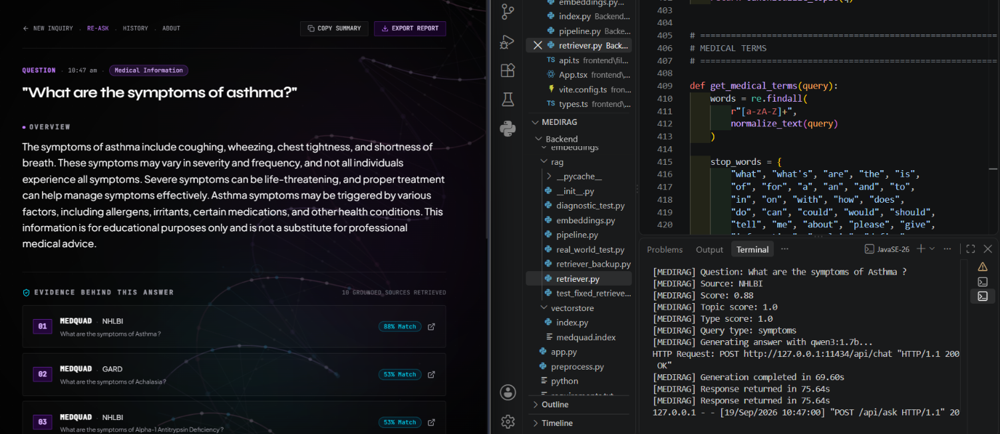 NEW INQUIRY . RE-ASK . HISTORY . ABOUT
COPY SUMMARY
EXPORT REPORT
QUESTION · 10:47 am · Medical Information
"What are the symptoms of asthma?"
OVERVIEW
The symptoms of asthma include coughing, wheezing, chest tightness, and shortness of
breath. These symptoms may vary in severity and frequency, and not all individuals
experience all symptoms. Severe symptoms can be life-threatening, and proper treatment
can help manage symptoms effectively. Asthma symptoms may be triggered by various
factors, including allergens, irritants, certain medications, and other health conditions. This
information is for educational purposes only and is not a substitute for professional
medical advice.
EVIDENCE BEHIND THIS ANSWER
10 GROUNDED SOURCES RETRIEVED
01 MEDQUAD · NHLBI
What are the symptoms of Asthma ?
88% Match
02 MEDQUAD · GARD
What are the symptoms of Achalasia ?
53% Match
03 MEDQUAD · NHLBI
What are the symptoms of Alpha-1 Antitrypsin Deficiency ?
53% Match
embeddings.py...
index.py Backend...
pipeline.py Backe...
retriever.py Back...
TS api.ts frontend\fil...
App.tsx frontend\...
vite.config.ts fron...
TS types.ts frontend\...
MEDIRAG
Backend
embeddings
rag
__pycache__
__init__.py
diagnostic_test.py
embeddings.py
pipeline.py
real_world_test.py
retriever_backup.py
retriever.py
test_fixed_retrieve...
vectorstore
index.py
medquad.index
app.py
preprocess.py
python
requirements.txt
Outline
Timeline
403
404
405 # ==========================================================
406 # MEDICAL TERMS
407 # ==========================================================
408
409 def get_medical_terms(query):
410 words = re.findall(
411 r"[a-zA-Z]+",
412 normalize_text(query)
413 )
414
415 stop_words = {
416 "what", "what's", "are", "the", "is",
417 "of", "for", "a", "an", "and", "to",
418 "in", "on", "with", "how", "does",
419 "do", "can", "could", "would", "should",
420 "tell", "me", "about", "please", "give",
Problems Output Terminal ···
JavaSE-26
[MEDIRAG] Question: What are the symptoms of Asthma ?
[MEDIRAG] Source: NHLBI
[MEDIRAG] Score: 0.88
[MEDIRAG] Topic score: 1.0
[MEDIRAG] Type score: 1.0
[MEDIRAG] Query type: symptoms
[MEDIRAG] Generating answer with qwen3:1.7b...
HTTP Request: POST http://127.0.0.1:11434/api/chat "HTTP/1.1 200
OK"
[MEDIRAG] Generation completed in 69.60s
[MEDIRAG] Response returned in 75.64s
[MEDIRAG] Response returned in 75.64s
127.0.0.1 - - [19/Sep/2026 10:47:00] "POST /api/ask HTTP/1.1" 20